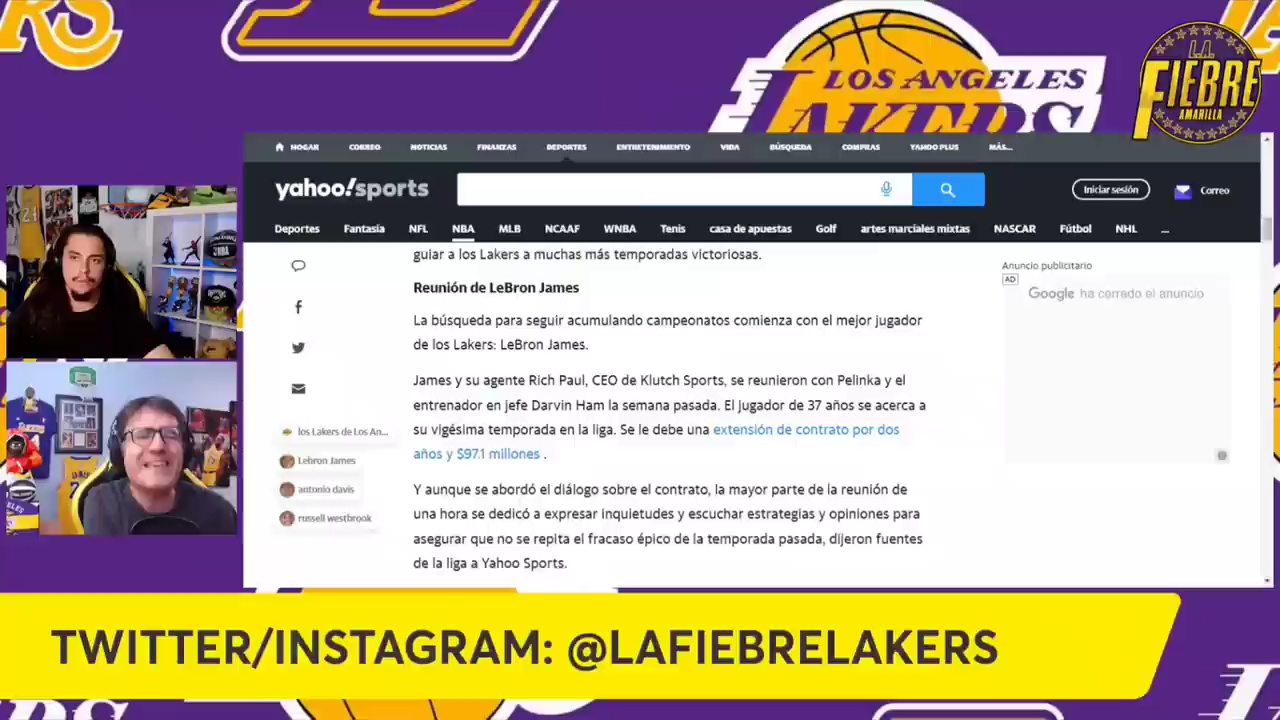 LOS ANGELES
LAKERS
L.A.
FIEBRE
AMARILLA
HOGAR CORREO NOTICIAS FINANZAS DEPORTES ENTRETENIMIENTO VIDA BÚSQUEDA COMPRAS YAHOO PLUS MÁS...
yahoo!sports
Iniciar sesión
Correo
Deportes Fantasía NFL NBA MLB NCAAF WNBA Tenis casa de apuestas Golf artes marciales mixtas NASCAR Fútbol NHL ...
guiar a los Lakers a muchas más temporadas victoriosas.
Anuncio publicitario
AD
Google ha cerrado el anuncio
Reunión de LeBron James
La búsqueda para seguir acumulando campeonatos comienza con el mejor jugador
de los Lakers: LeBron James.
James y su agente Rich Paul, CEO de Klutch Sports, se reunieron con Pelinka y el
entrenador en jefe Darvin Ham la semana pasada. El jugador de 37 años se acerca a
su vigésima temporada en la liga. Se le debe una extensión de contrato por dos
años y $97.1 millones .
los Lakers de Los An...
Lebron James
antonio davis
russell westbrook
Y aunque se abordó el diálogo sobre el contrato, la mayor parte de la reunión de
una hora se dedicó a expresar inquietudes y escuchar estrategias y opiniones para
asegurar que no se repita el fracaso épico de la temporada pasada, dijeron fuentes
de la liga a Yahoo Sports.
TWITTER/INSTAGRAM: @LAFIEBRELAKERS